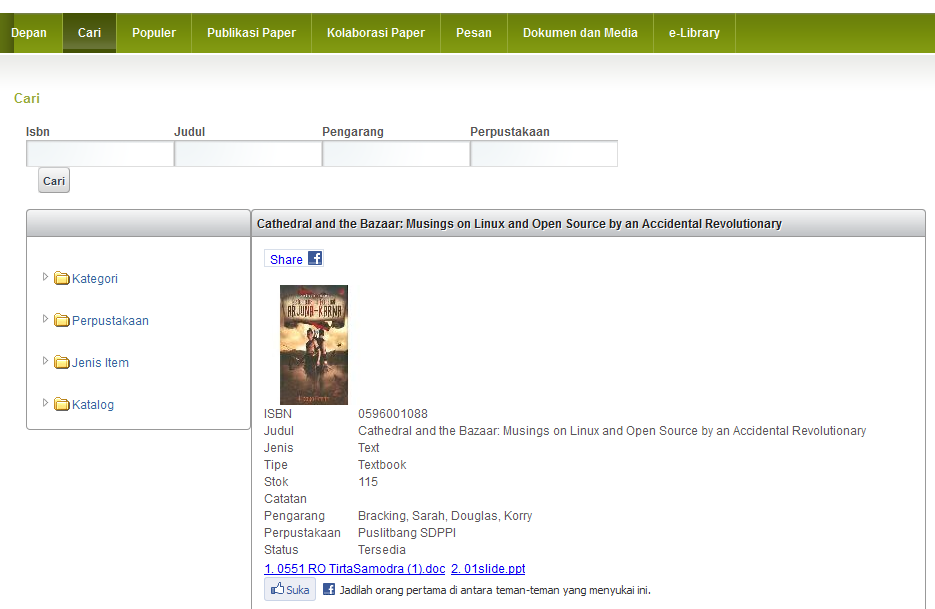 Depan Cari Populer Publikasi Paper Kolaborasi Paper Pesan Dokumen dan Media e-Library
Cari
Isbn Judul Pengarang Perpustakaan
Cari
Cathedral and the Bazaar: Musings on Linux and Open Source by an Accidental Revolutionary
Kategori
Perpustakaan
Jenis Item
Katalog
Share
ARJUNA-KARNA
ISBN 0596001088
Judul Cathedral and the Bazaar: Musings on Linux and Open Source by an Accidental Revolutionary
Jenis Text
Tipe Textbook
Stok 115
Catatan
Pengarang Bracking, Sarah, Douglas, Korry
Perpustakaan Puslitbang SDPPI
Status Tersedia
1. 0551 RO TirtaSamodra (1).doc 2. 01slide.ppt
Suka Jadilah orang pertama di antara teman-teman yang menyukai ini.